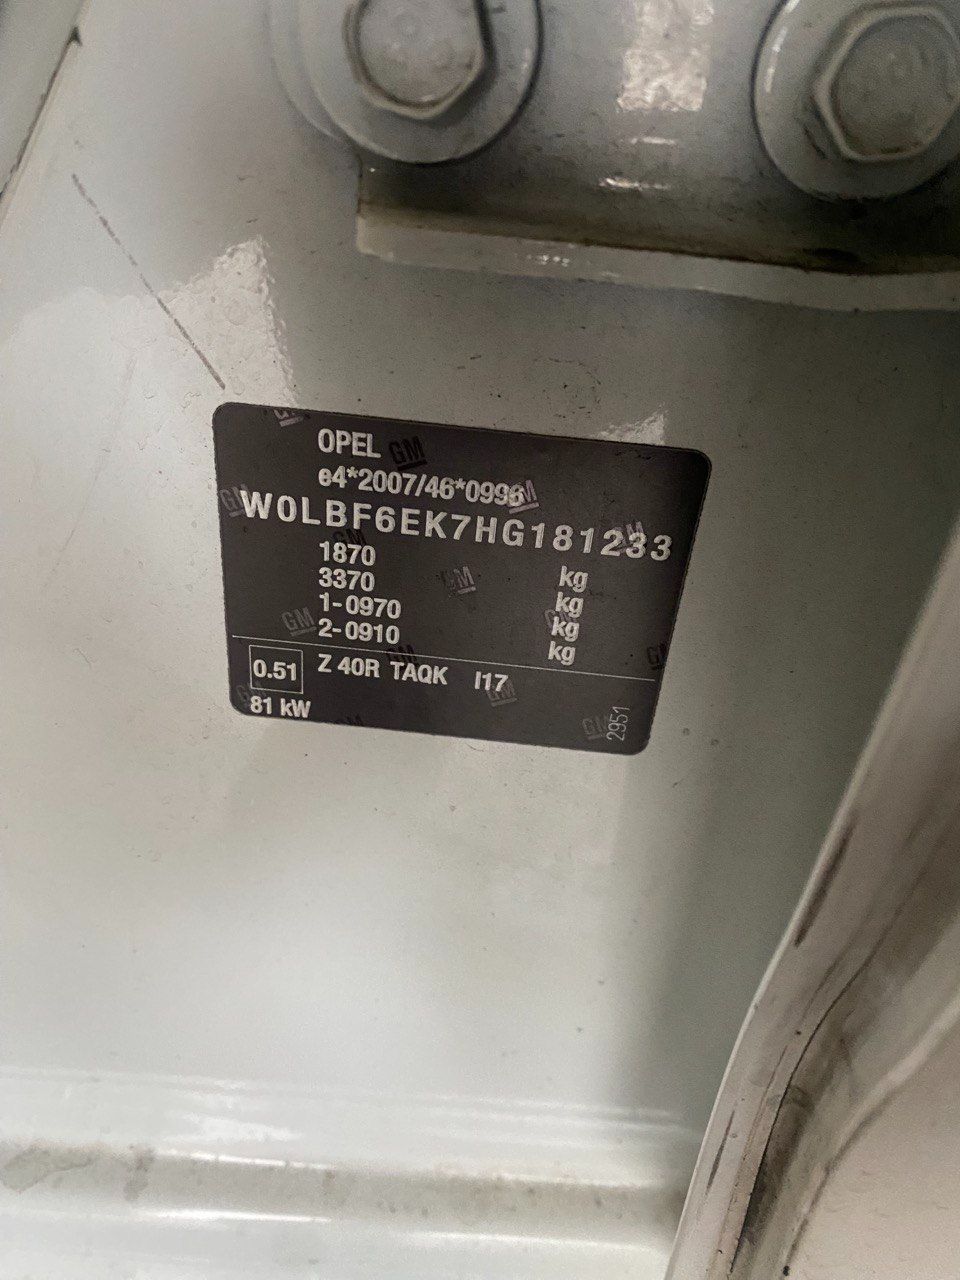 OPEL
e4*2007/46*0996
W0LBF6EK7HG181233
1870 kg
3370 kg
1-0970 kg
2-0910 kg
0.51 Z 40R TAQK I17
81 kW
2951
GM